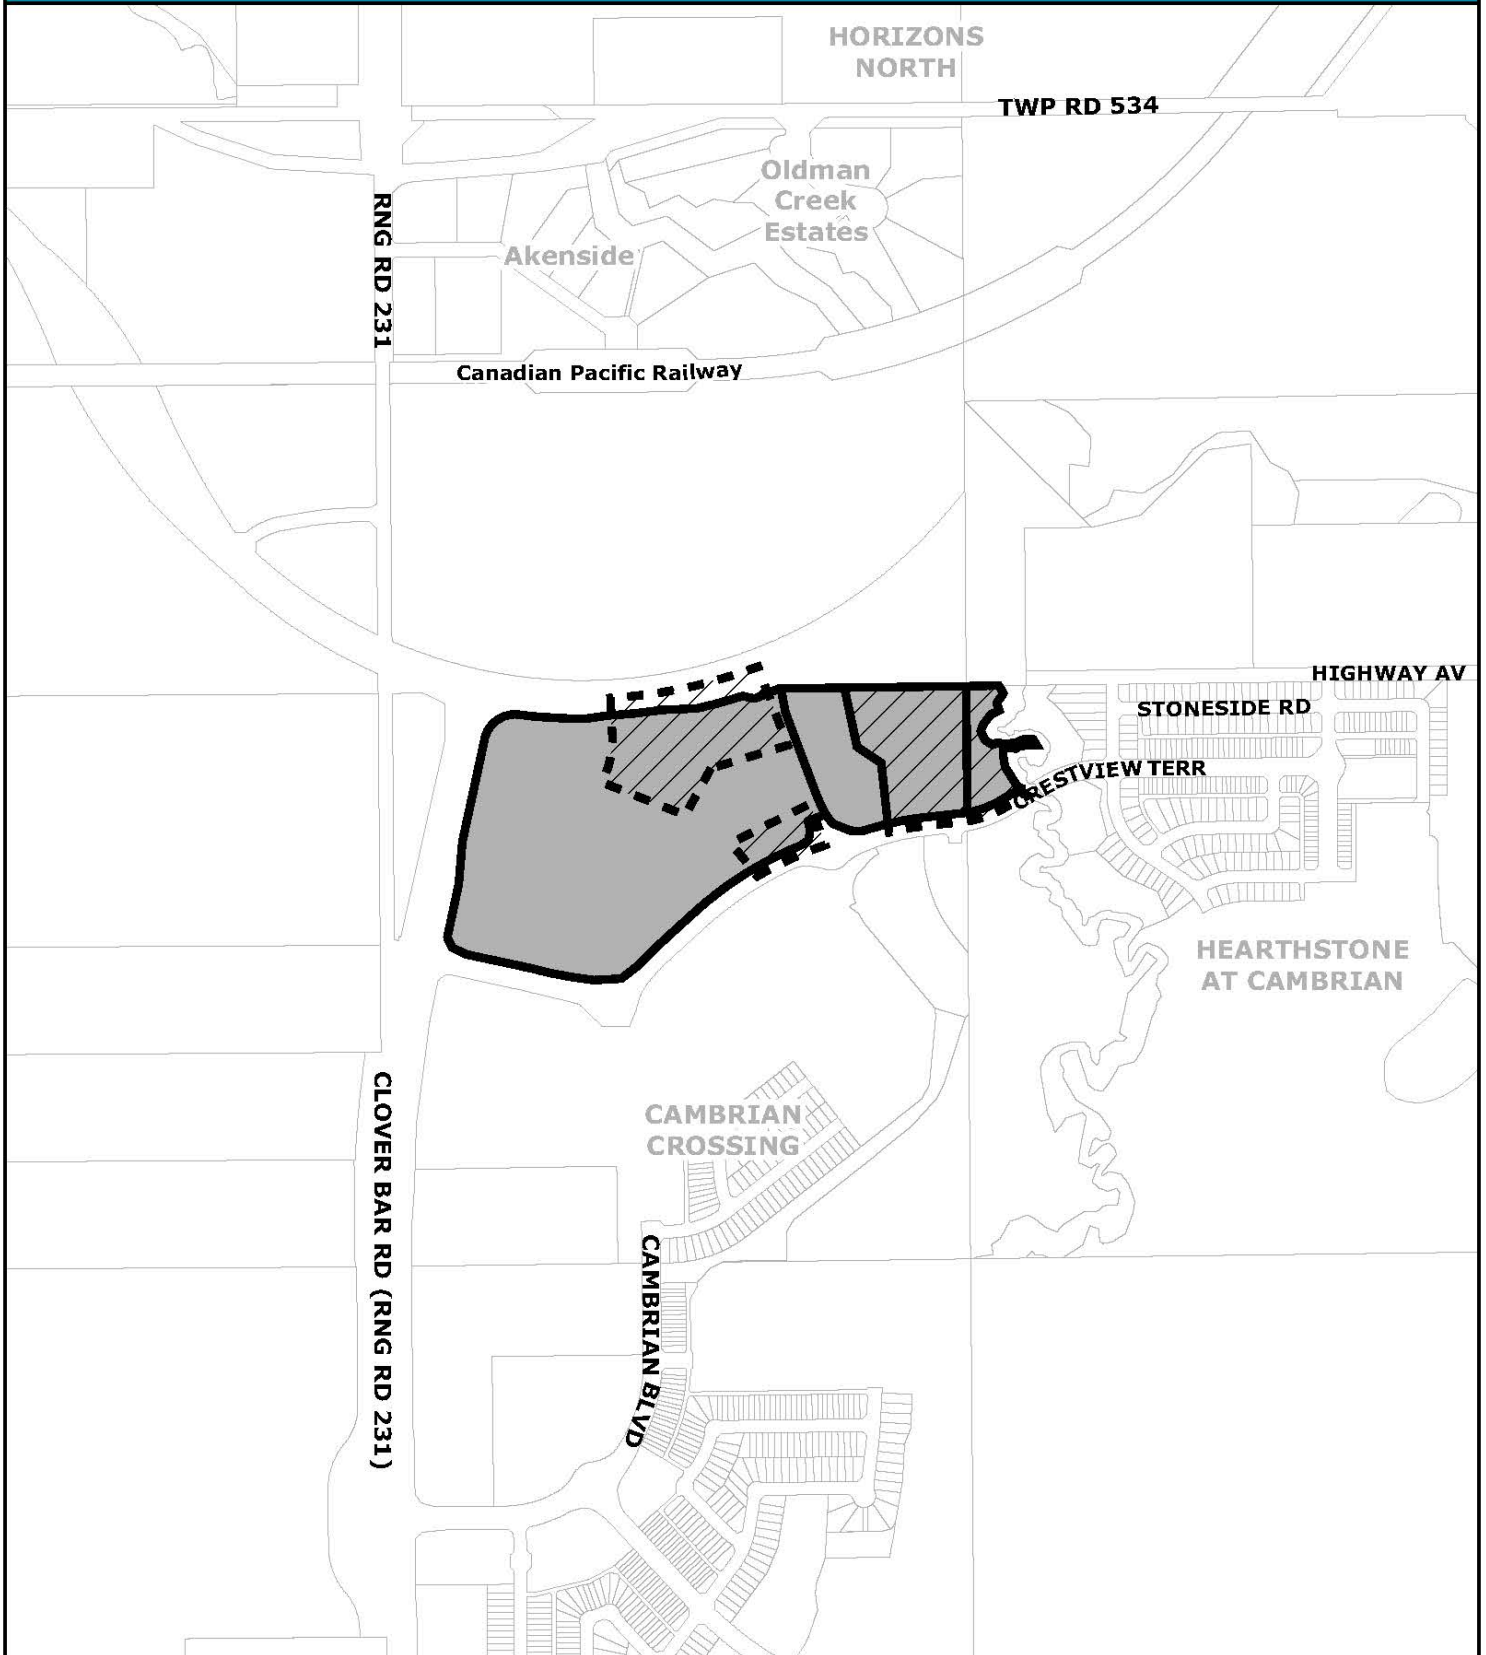 HORIZONS
NORTH
TWP RD 534
Oldman
Creek
Estates
RNG RD 231
Akenside
Canadian Pacific Railway
HIGHWAY AV
STONESIDE RD
CRESTVIEW TERR
HEARTHSTONE
AT CAMBRIAN
CLOVER BAR RD (RNG RD 231)
CAMBRIAN
CROSSING
CAMBRIAN BLVD